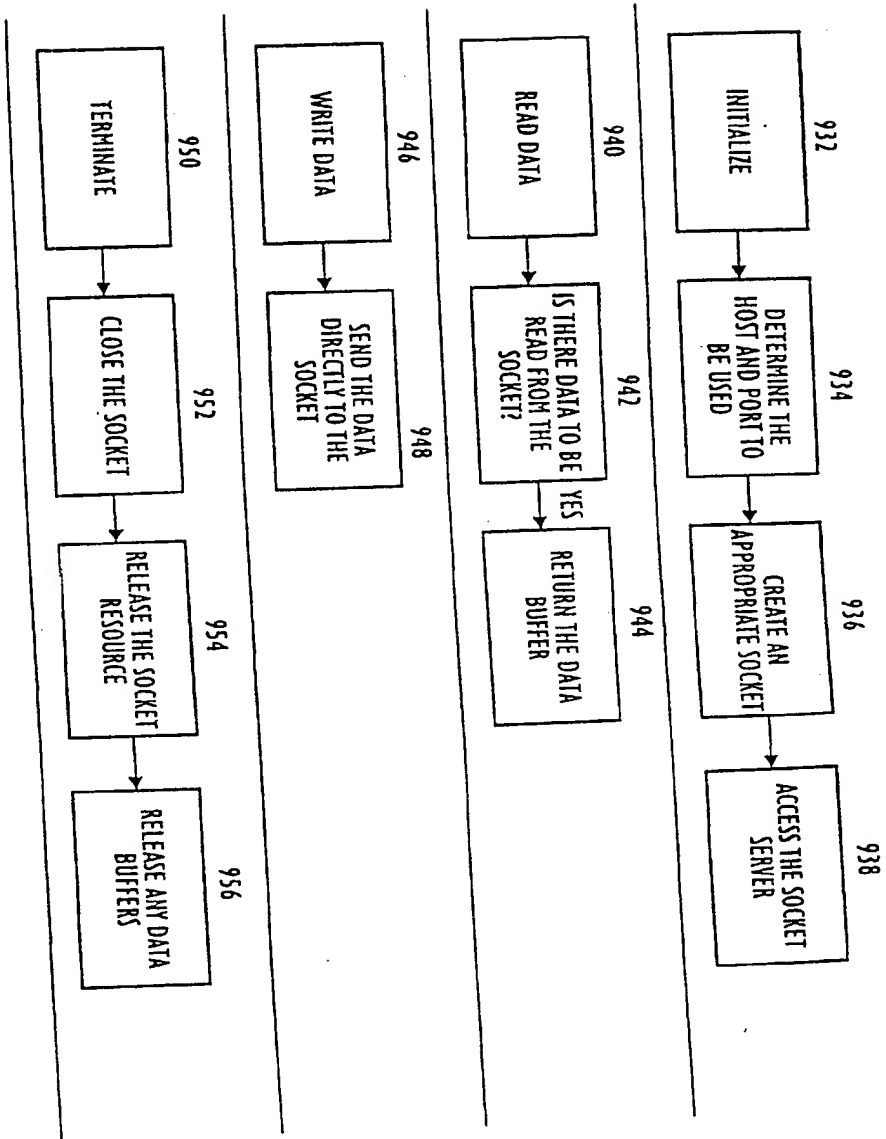 932
INITIALIZE
934
DETERMINE THE
HOST AND PORT TO
BE USED
936
CREATE AN
APPROPRIATE SOCKET
938
ACCESS THE SOCKET
SERVER
940
READ DATA
942
IS THERE DATA TO BE
READ FROM THE
SOCKET?
YES
944
RETURN THE DATA
BUFFER
946
WRITE DATA
948
SEND THE DATA
DIRECTLY TO THE
SOCKET
950
TERMINATE
952
CLOSE THE SOCKET
954
RELEASE THE SOCKET
RESOURCE
956
RELEASE ANY DATA
BUFFERS